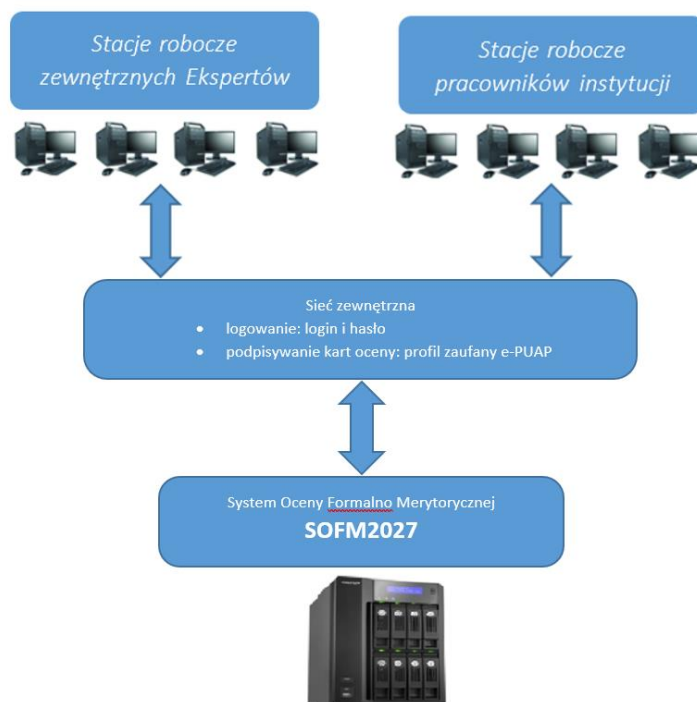 Stacje robocze
zewnętrznych Ekspertów
Stacje robocze
pracowników instytucji
Sieć zewnętrzna
• logowanie: login i hasło
• podpisywanie kart oceny: profil zaufany e-PUAP
System Oceny Formalno Merytorycznej
SOFM2027